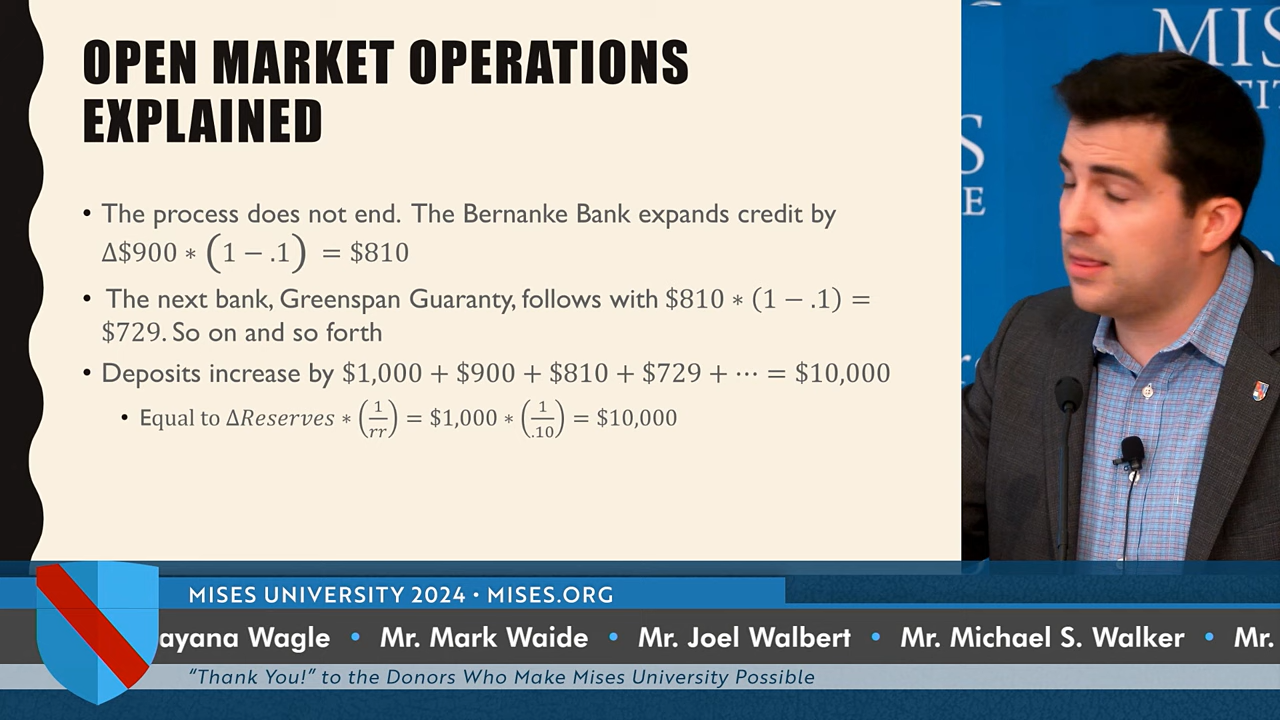 OPEN MARKET OPERATIONS
EXPLAINED
• The process does not end. The Bernanke Bank expands credit by
Δ$900 ∗ (1 − .1) = $810
• The next bank, Greenspan Guaranty, follows with $810 ∗ (1 − .1) =
$729. So on and so forth
• Deposits increase by $1,000 + $900 + $810 + $729 + ⋯ = $10,000
• Equal to ΔReserves ∗ (1/rr) = $1,000 ∗ (1/.10) = $10,000
MIS
S
E
MISES UNIVERSITY 2024 • MISES.ORG
ayana Wagle • Mr. Mark Waide • Mr. Joel Walbert • Mr. Michael S. Walker • Mr.
“Thank You!” to the Donors Who Make Mises University Possible